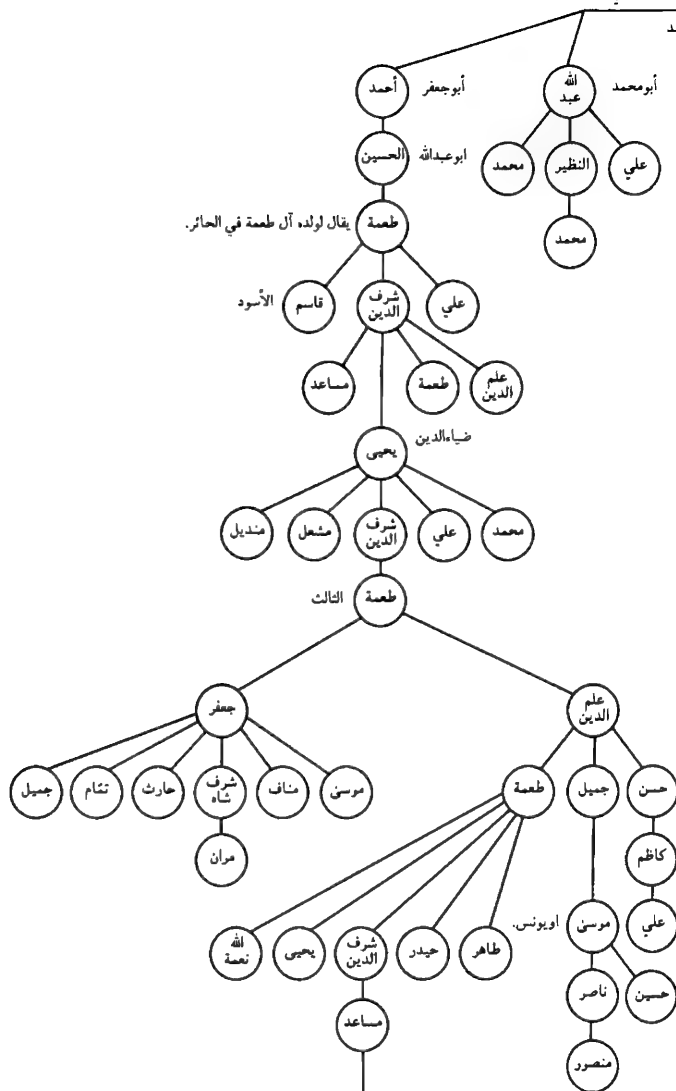 أبومحمد
عبد الله
أبوجعفر
أحمد
علي
النظير
محمد
ابوعبدالله
الحسين
محمد
طعمة
يقال لولده آل طعمة في الحائر.
علي
شرف الدين
قاسم
الأسود
علم الدين
طعمة
مساعد
ضياءالدين
يحيى
محمد
علي
شرف الدين
مشعل
منديل
طعمة
الثالث
علم الدين
جعفر
حسن
جميل
طعمة
موسىٰ
مناف
شرف شاه
حارث
تمّام
جميل
كاظم
مران
علي
موسىٰ
اويونس.
طاهر
حيدر
شرف الدين
يحيى
نعمة الله
حسين
ناصر
مساعد
منصور